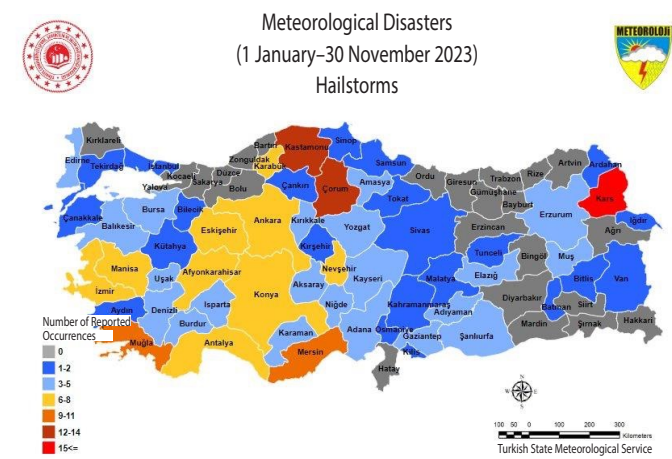 Meteorological Disasters
(1 January–30 November 2023)
Hailstorms
METEOROLOJİ
Kırklareli
Edirne
Tekirdağ
İstanbul
Kocaeli
Yalova
Sakarya
Düzce
Zonguldak
Bartın
Karabük
Bolu
Kastamonu
Sinop
Samsun
Çankırı
Çorum
Amasya
Ordu
Giresun
Trabzon
Rize
Artvin
Ardahan
Kars
Gümüşhane
Bayburt
Erzurum
Iğdır
Ağrı
Çanakkale
Balıkesir
Bursa
Bilecik
Eskişehir
Ankara
Kırıkkale
Yozgat
Tokat
Sivas
Erzincan
Tunceli
Bingöl
Muş
Kütahya
Manisa
İzmir
Uşak
Afyonkarahisar
Kırşehir
Nevşehir
Kayseri
Malatya
Elazığ
Diyarbakır
Bitlis
Van
Aydın
Denizli
Isparta
Burdur
Konya
Aksaray
Niğde
Kahramanmaraş
Adıyaman
Batman
Siirt
Şırnak
Hakkari
Mardin
Muğla
Antalya
Karaman
Mersin
Adana
Osmaniye
Gaziantep
Kilis
Şanlıurfa
Hatay
Number of Reported
Occurrences
0
1-2
3-5
6-8
9-11
12-14
15<=
N
W E
S
100 50 0 100 200 300
Kilometers
Turkish State Meteorological Service